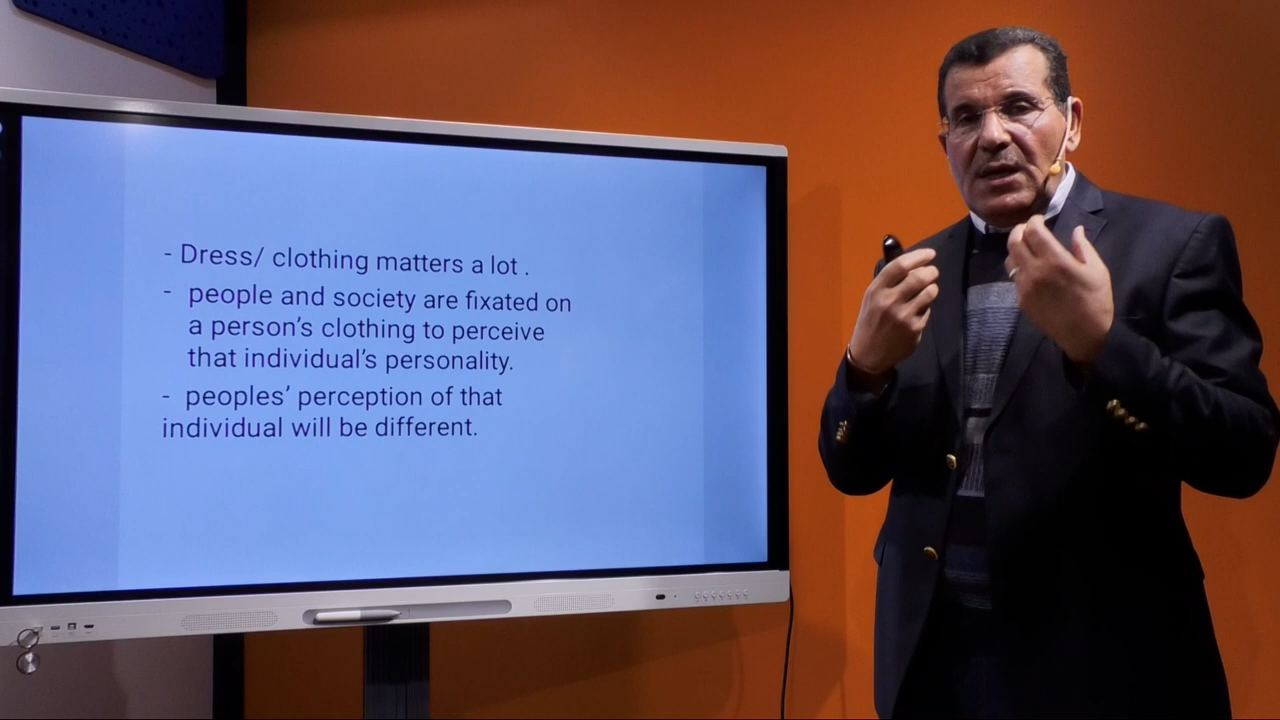 - Dress/ clothing matters a lot .
- people and society are fixated on
a person's clothing to perceive
that individual's personality.
- peoples' perception of that
individual will be different.